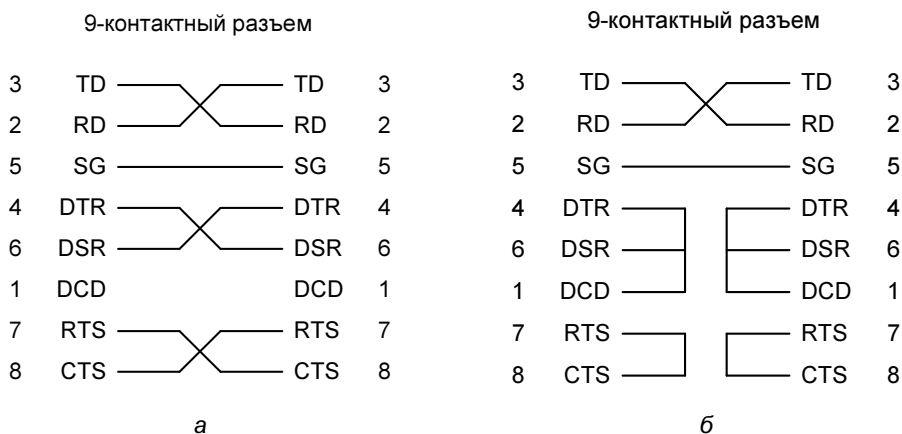 9-контактный разъем
3 TD TD 3
2 RD RD 2
5 SG SG 5
4 DTR DTR 4
6 DSR DSR 6
1 DCD DCD 1
7 RTS RTS 7
8 CTS CTS 8
а
9-контактный разъем
3 TD TD 3
2 RD RD 2
5 SG SG 5
4 DTR DTR 4
6 DSR DSR 6
1 DCD DCD 1
7 RTS RTS 7
8 CTS CTS 8
б